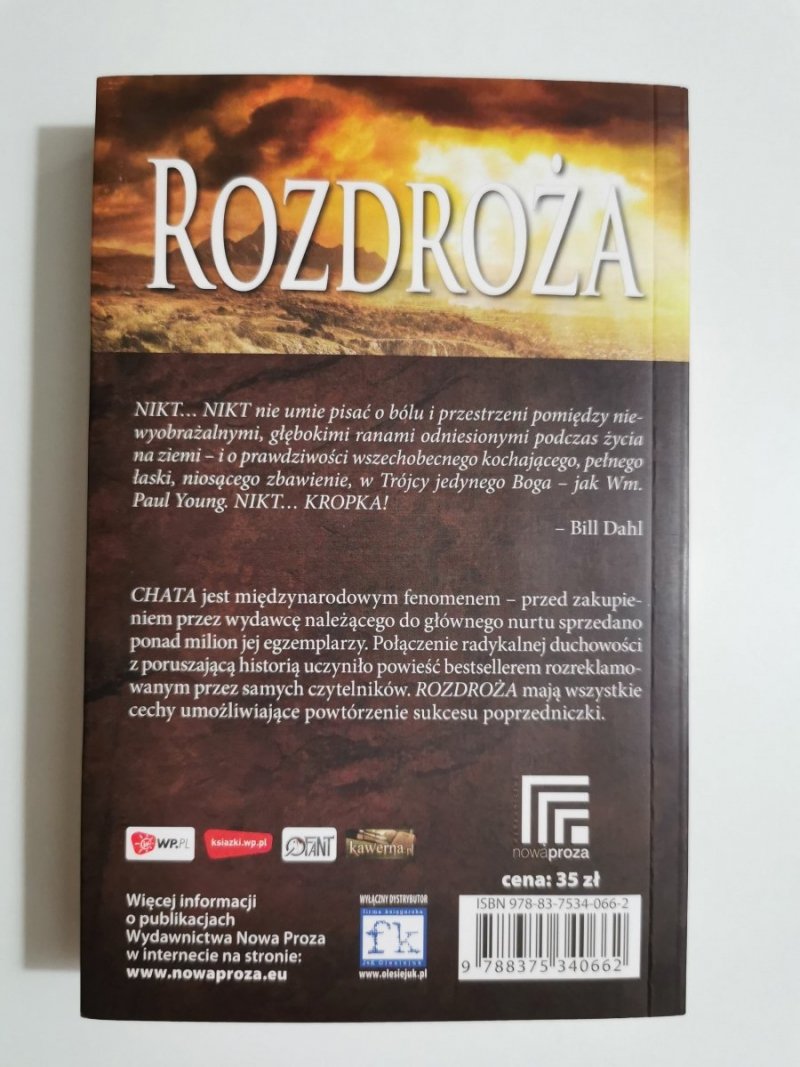 ROZDROŻA
NIKT... NIKT nie umie pisać o bólu i przestrzeni pomiędzy nie-
wyobrażalnymi, głębokimi ranami odniesionymi podczas życia
na ziemi – i o prawdziwości wszechobecnego kochającego, pełnego
łaski, niosącego zbawienie, w Trójcy jedynego Boga – jak Wm.
Paul Young. NIKT... KROPKA!
– Bill Dahl
CHATA jest międzynarodowym fenomenem – przed zakupie-
niem przez wydawcę należącego do głównego nurtu sprzedano
ponad milion jej egzemplarzy. Połączenie radykalnej duchowości
z poruszającą historią uczyniło powieść bestsellerem rozreklamo-
wanym przez samych czytelników. ROZDROŻA mają wszystkie
cechy umożliwiające powtórzenie sukcesu poprzedniczki.
WP.PL
ksiazki.wp.pl
QFANT
kawerna.pl
nowaproza
cena: 35 zł
Więcej informacji
o publikacjach
Wydawnictwa Nowa Proza
w internecie na stronie:
www.nowaproza.eu
WYŁĄCZNY DYSTRYBUTOR
firma księgarska
fk
J&K Olesiejuk
www.olesiejuk.pl
ISBN 978-83-7534-066-2
9 788375 340662